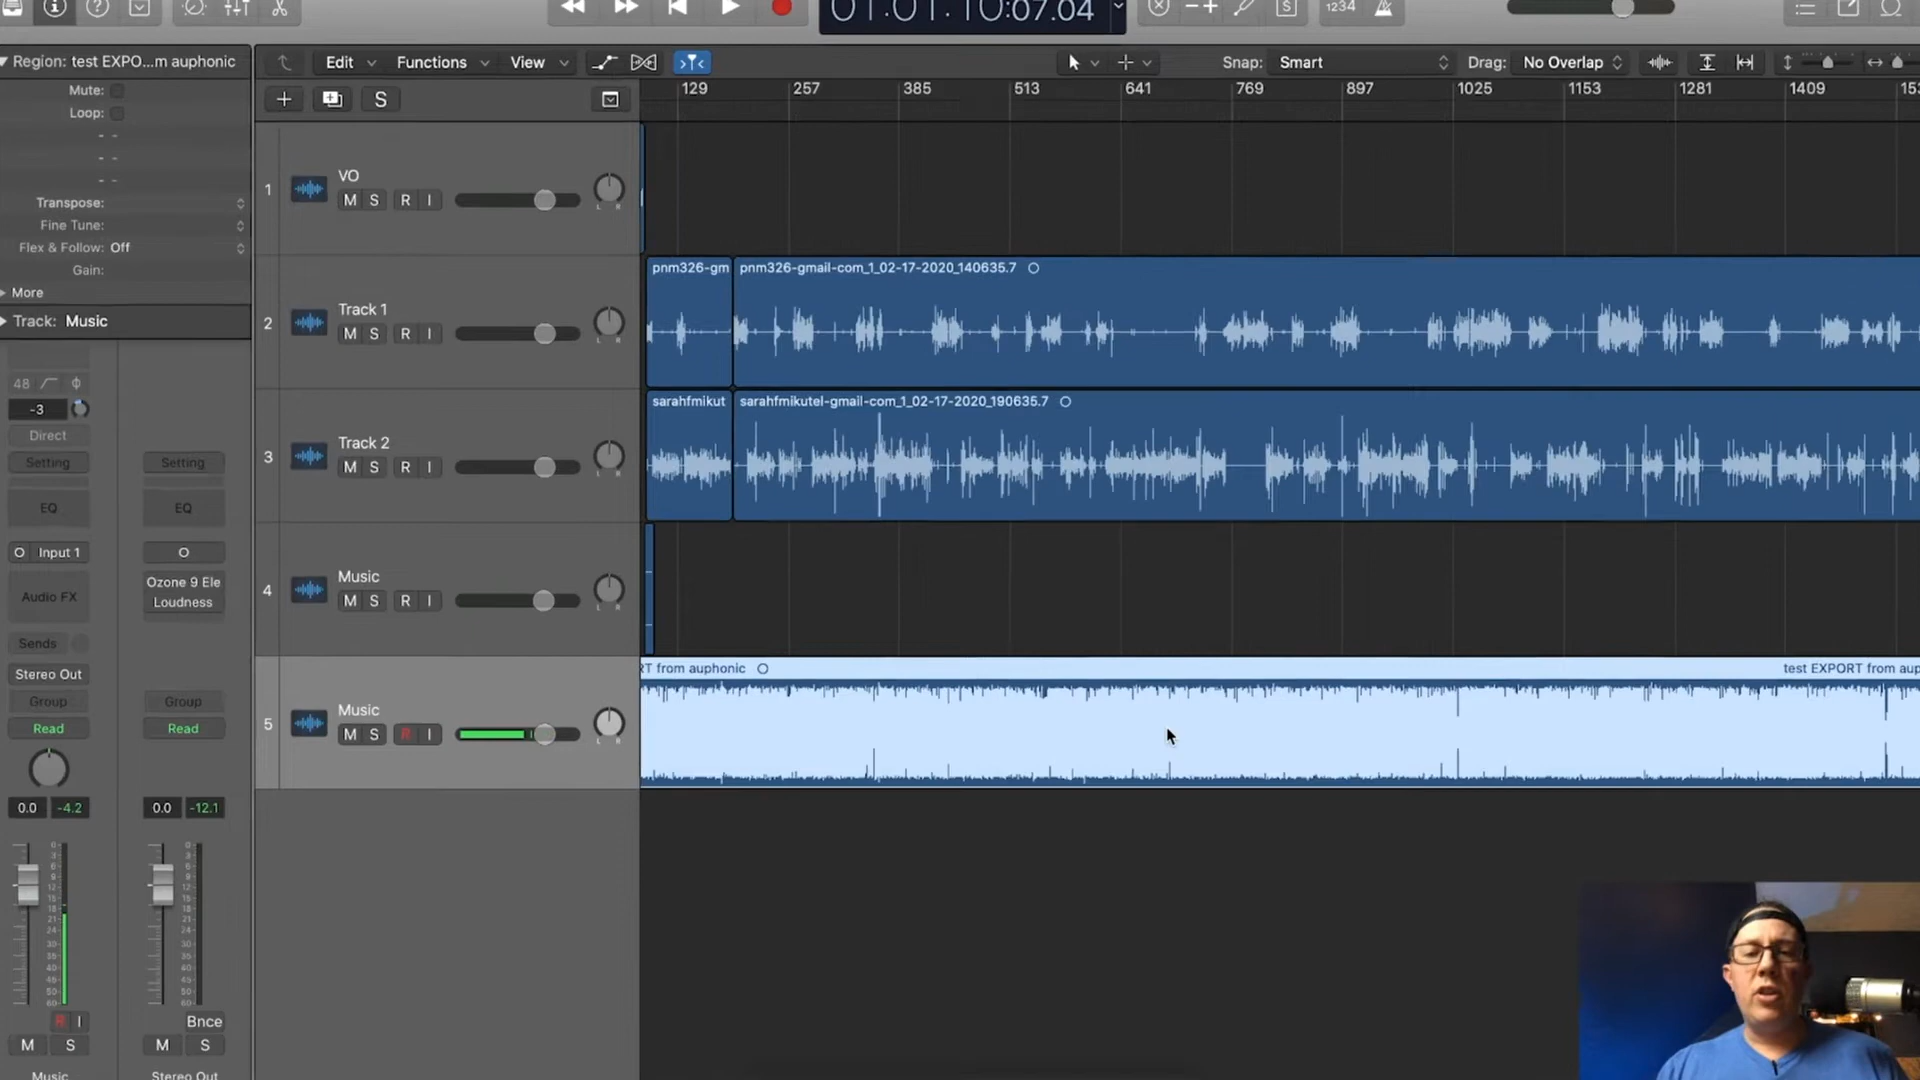 01:01:10:07.04
1234
Region: test EXPO...m auphonic
Edit
Functions
View
Snap: Smart
Drag: No Overlap
Mute:
Loop:
S
129 257 385 513 641 769 897 1025 1153 1281 1409
Transpose:
Fine Tune:
Flex & Follow: Off
Gain:
More
Track: Music
1 VO
M S R I
2 Track 1
M S R I
pnm326-gm
pnm326-gmail-com_1_02-17-2020_140635.7
3 Track 2
M S R I
sarahfmikut
sarahfmikutel-gmail-com_1_02-17-2020_190635.7
4 Music
M S R I
5 Music
M S R I
RT from auphonic
test EXPORT from aup
48
-3
Direct
Setting Setting
EQ EQ
Input 1
Audio FX
Ozone 9 Ele
Loudness
Sends
Stereo Out
Group Group
Read Read
0.0 -4.2 0.0 -12.1
R I
Bnce
M S M S
Music Stereo Out